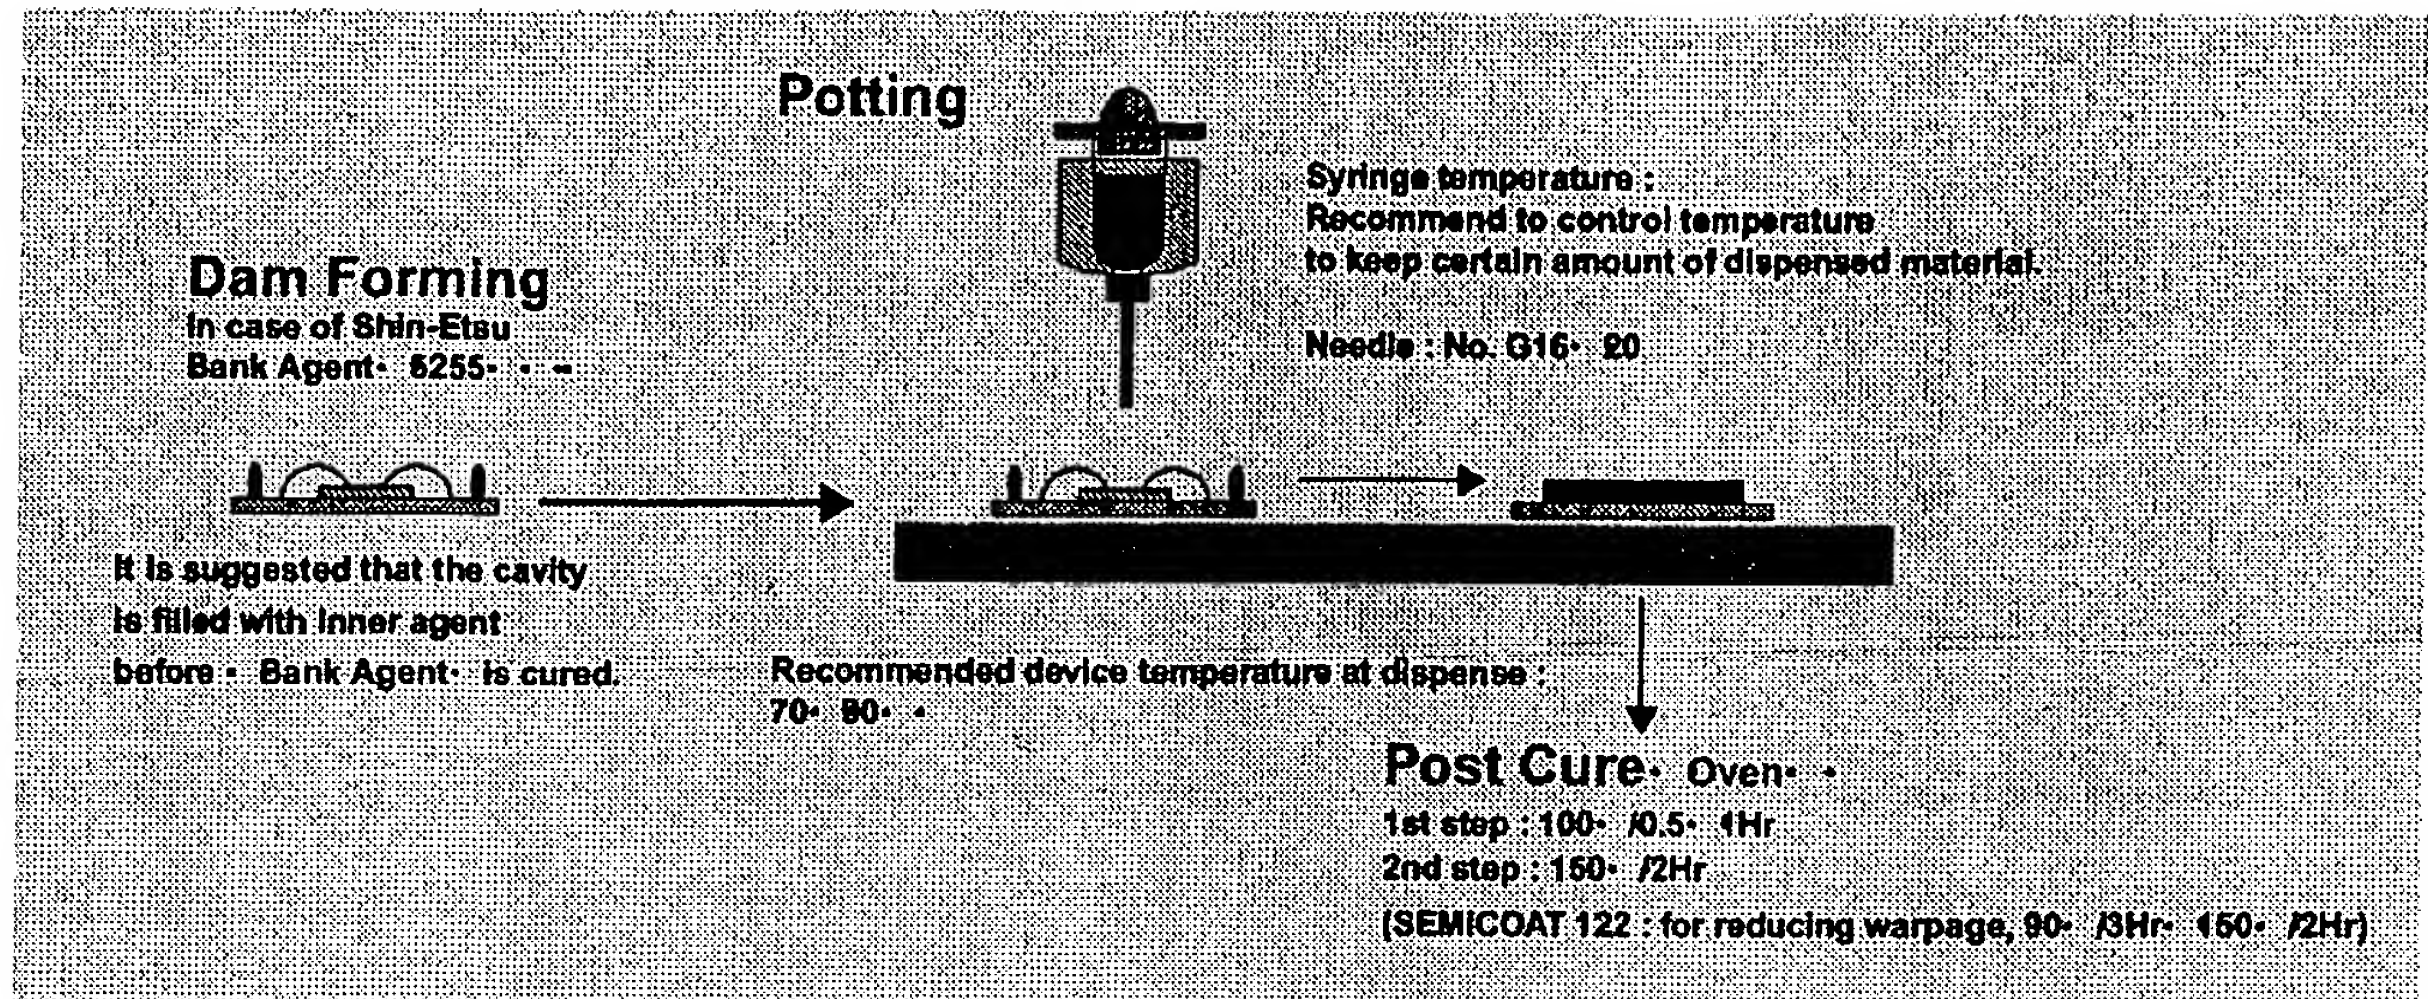 Potting
Syringe temperature :
Recommend to control temperature
to keep certain amount of dispensed material.
Needle : No. G16・ 20
Dam Forming
In case of Shin-Etsu
Bank Agent・ 5255・ ・ -
It is suggested that the cavity
is filled with inner agent
before・ Bank Agent・ is cured.
Recommended device temperature at dispense :
70・ 90・ ・
Post Cure・ Oven・ ・
1st step : 100・ /0.5・ 1Hr
2nd step : 150・ /2Hr
(SEMICOAT 122 : for reducing warpage, 90・ /3Hr・ 150・ /2Hr)